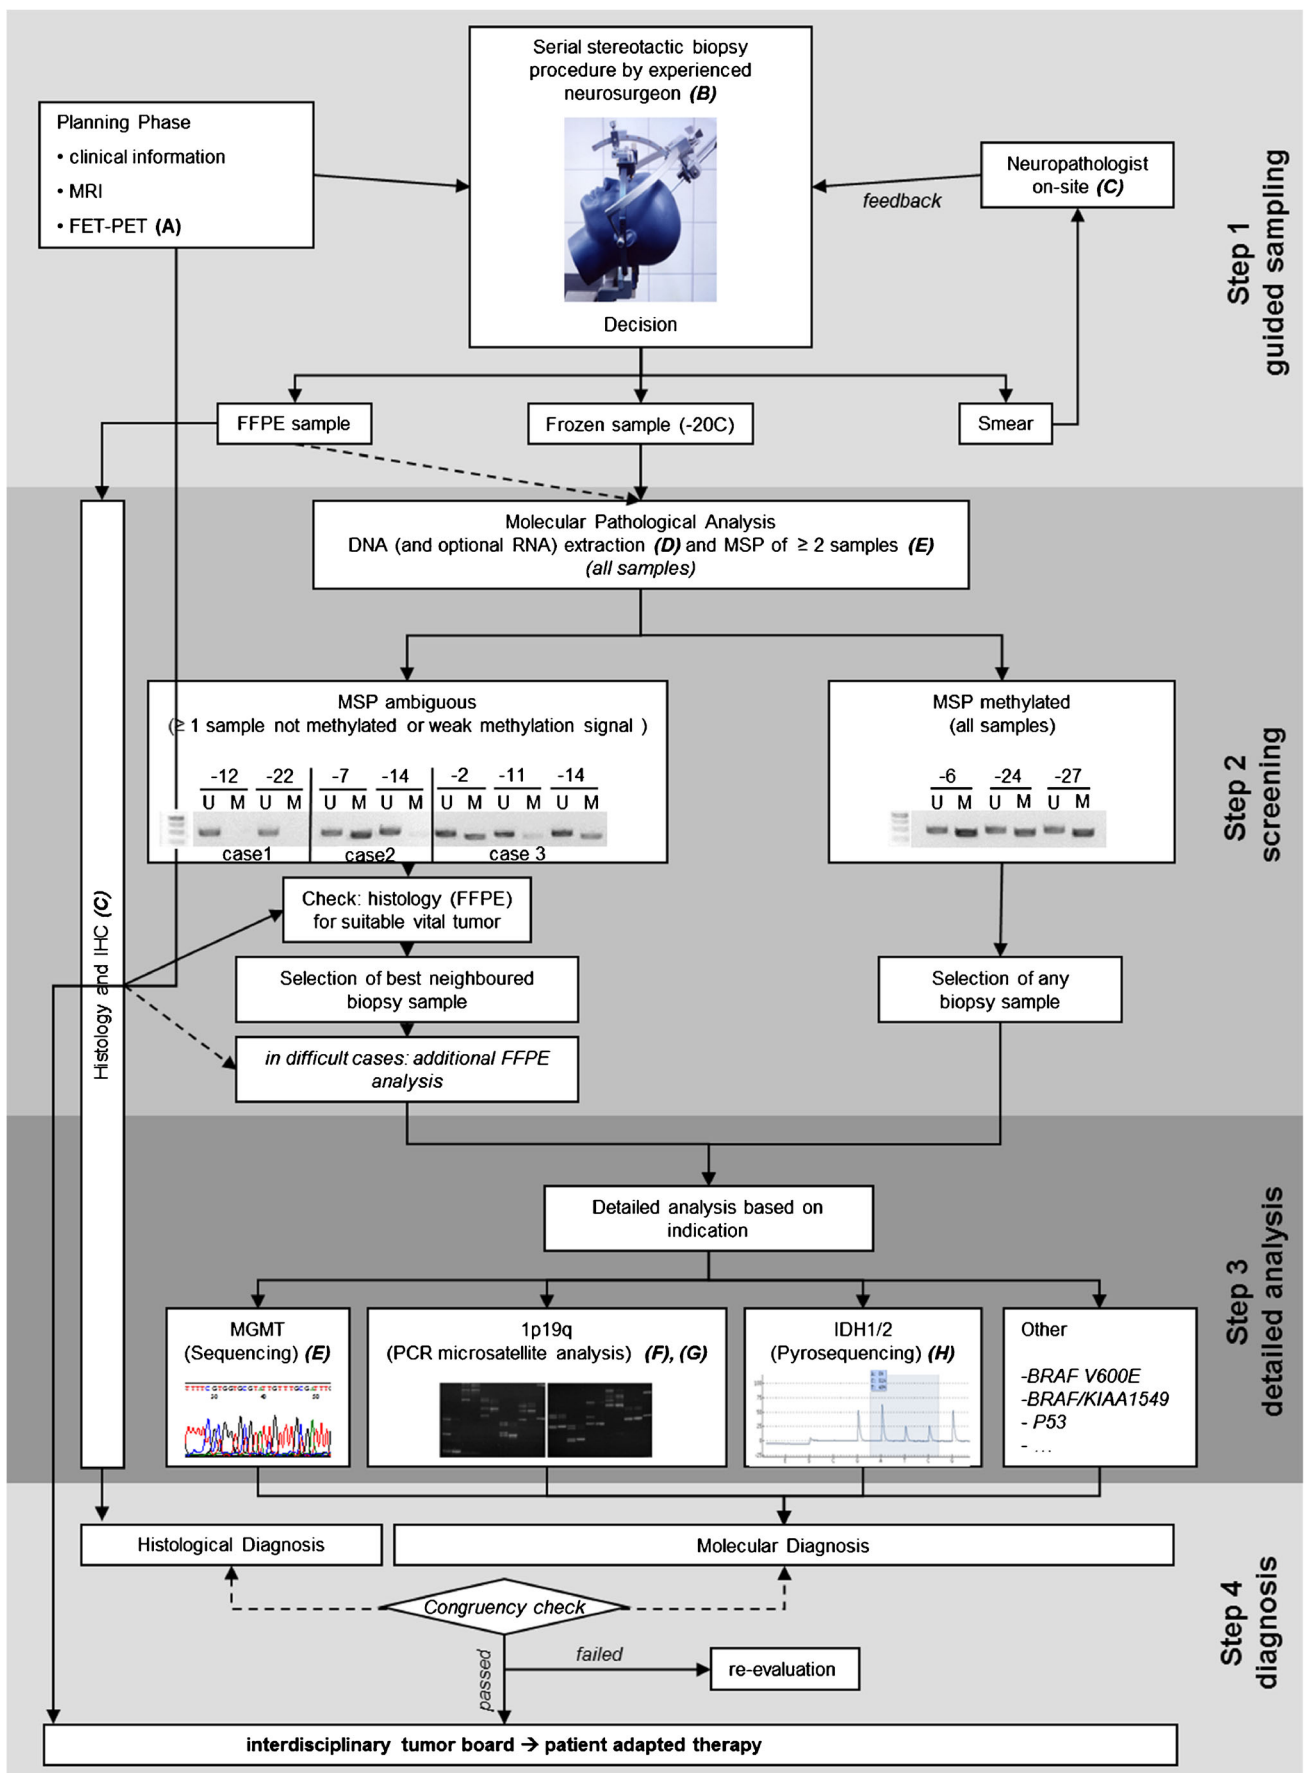 Serial stereotactic biopsy
procedure by experienced
neurosurgeon (B)
Decision
Planning Phase
• clinical information
• MRI
• FET-PET (A)
Neuropathologist
on-site (C)
feedback
Step 1
guided sampling
FFPE sample
Frozen sample (-20C)
Smear
Molecular Pathological Analysis
DNA (and optional RNA) extraction (D) and MSP of ≥ 2 samples (E)
(all samples)
MSP ambiguous
(≥ 1 sample not methylated or weak methylation signal )
-12 -22 -7 -14 -2 -11 -14
U M U M U M U M U M U M U M
case1 case2 case 3
MSP methylated
(all samples)
-6 -24 -27
U M U M U M
Step 2
screening
Check: histology (FFPE)
for suitable vital tumor
Selection of best neighboured
biopsy sample
in difficult cases: additional FFPE
analysis
Selection of any
biopsy sample
Histology and IHC (C)
Detailed analysis based on
indication
Step 3
detailed analysis
MGMT
(Sequencing) (E)
30 40 50
1p19q
(PCR microsatellite analysis) (F), (G)
IDH1/2
(Pyrosequencing) (H)
Other
-BRAF V600E
-BRAF/KIAA1549
- P53
- ...
Histological Diagnosis
Molecular Diagnosis
Congruency check
passed
failed
re-evaluation
Step 4
diagnosis
interdisciplinary tumor board → patient adapted therapy